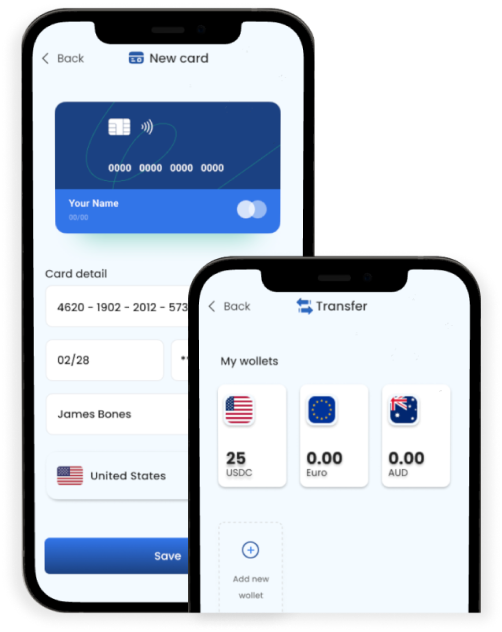 Back
New card
0000 0000 0000 0000
Your Name
00/00
Card detail
4620 - 1902 - 2012 - 573
02/28
*
James Bones
United States
Save
Back
Transfer
My wollets
25
USDC
0.00
Euro
0.00
AUD
Add new
wollet